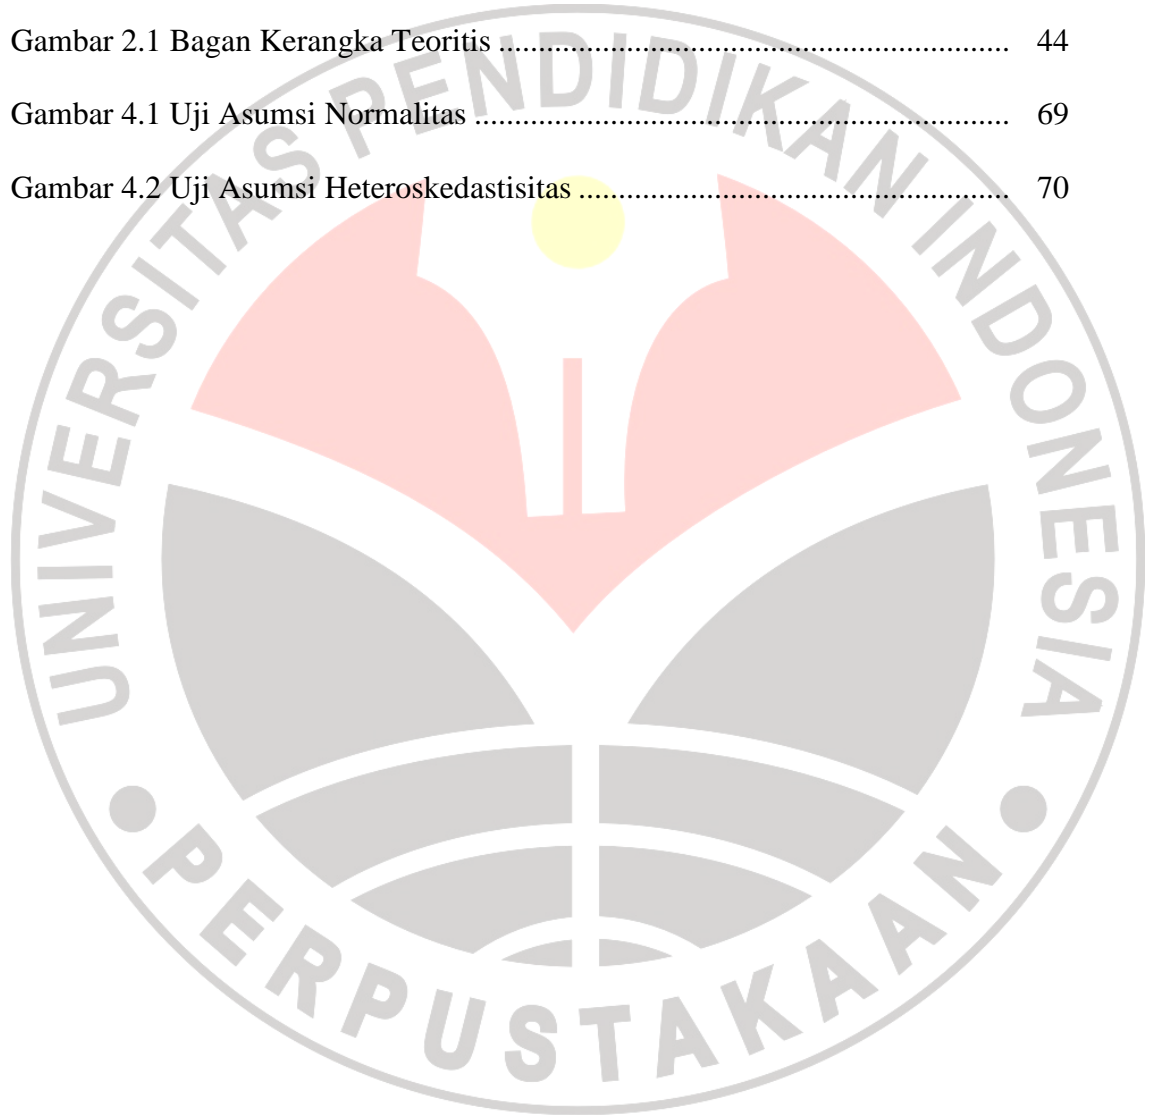 Gambar 2.1 Bagan Kerangka Teoritis ................................................................ 44
Gambar 4.1 Uji Asumsi Normalitas ................................................................... 69
Gambar 4.2 Uji Asumsi Heteroskedastisitas ...................................................... 70
UNIVERSITAS PENDIDIKAN INDONESIA
PERPUSTAKAAN